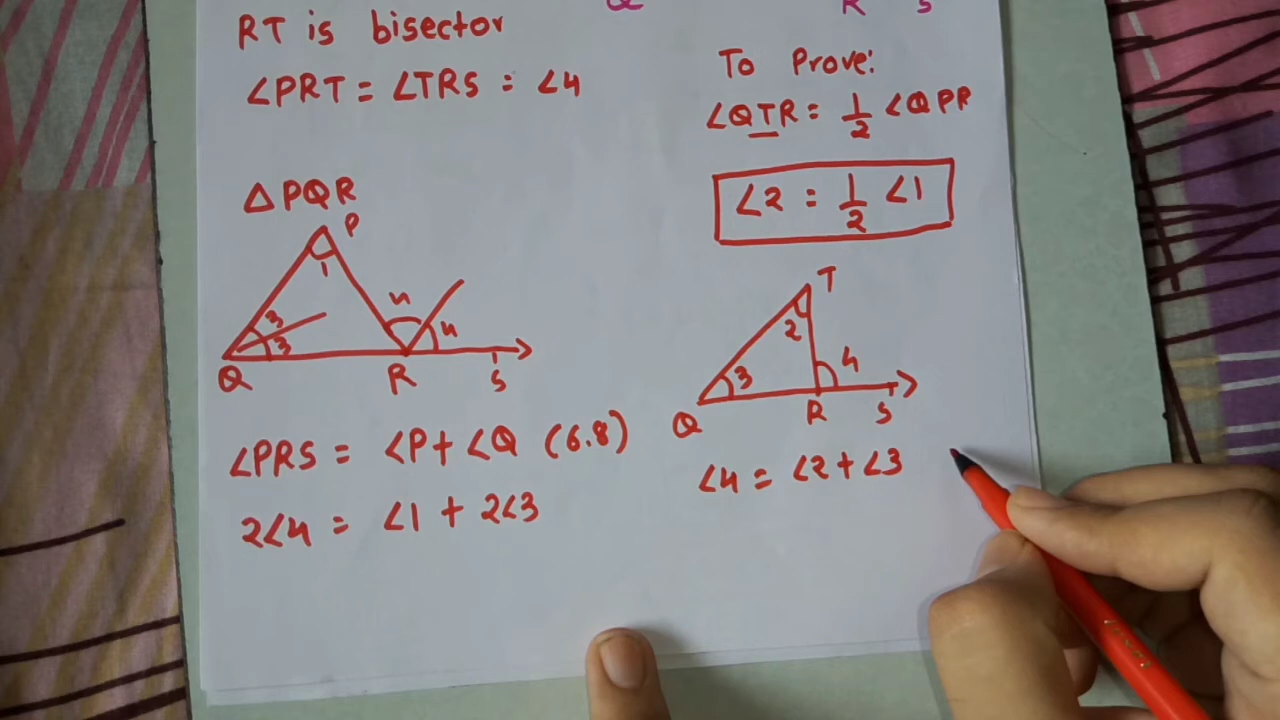 Q R S
RT is bisector
∠PRT = ∠TRS = ∠4
To Prove:
∠QTR = 1/2 ∠QPR
∠2 = 1/2 ∠1
△PQR
P
1
3
3
4
4
Q R S
T
2
3
4
Q R S
∠PRS = ∠P + ∠Q (6.8)
2∠4 = ∠1 + 2∠3
∠4 = ∠2 + ∠3